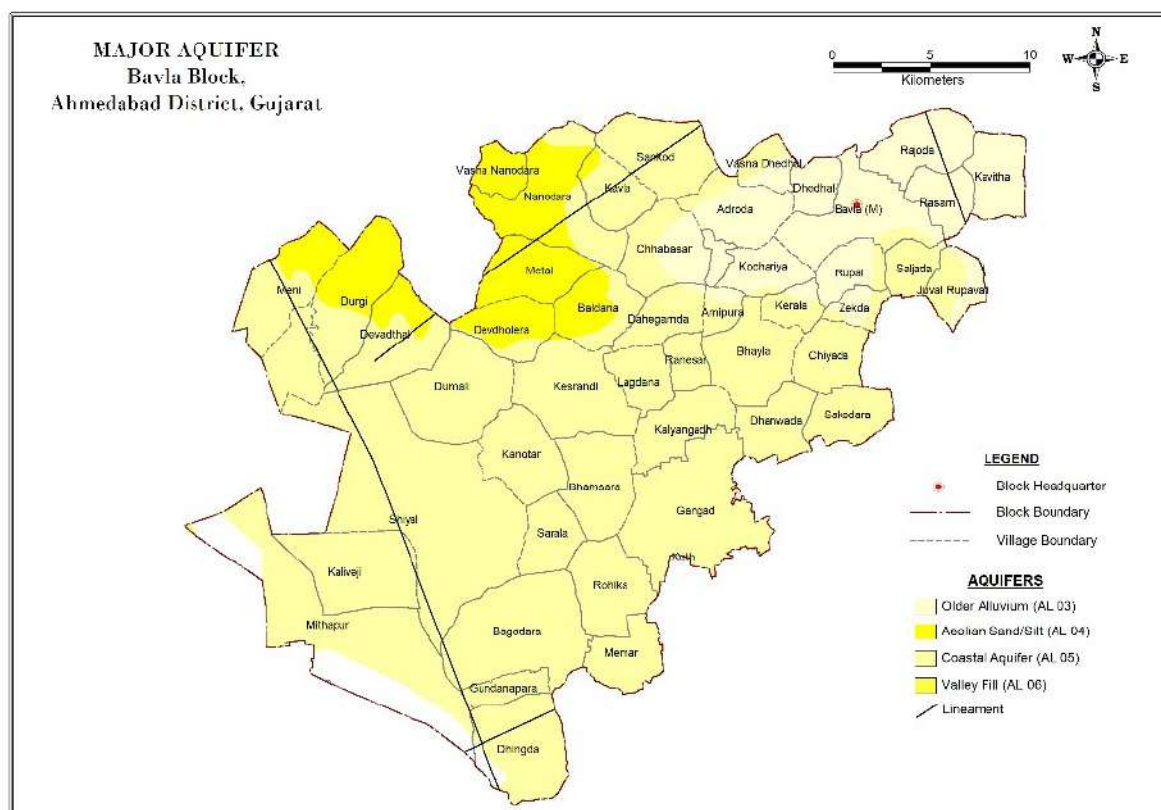 MAJOR AQUIFER
Bavla Block,
Ahmedabad District, Gujarat
0 5 10
Kilometers
N
W E
S
Sankod
Vasna Dhedhal
Rajoda
Vasna Nanodara
Kavitha
Nanodara
Kavla
Dhedhal
Rasam
Adroda
Bavla (M)
Chhabasar
Metal
Kochariya
Rupal
Saljada
Meni
Juval Rupavati
Durgi
Baldana
Devdholera
Dahegamda
Amipura
Kerala
Zekda
Devadthal
Ranesar
Bhayla
Chiyada
Dumali
Kesrandi
Lagdana
Dhanwada
Sakodara
Kalyangadh
Kanotar
Bhamsara
Gangad
Shiyal
Sarala
Kaliveji
Rohika
Mithapur
Bagodara
Memar
Gundanapara
Dhingda
LEGEND
Block Headquarter
Block Boundary
Village Boundary
AQUIFERS
Older Alluvium (AL 03)
Aeolian Sand/Silt (AL 04)
Coastal Aquifer (AL 05)
Valley Fill (AL 06)
Lineament